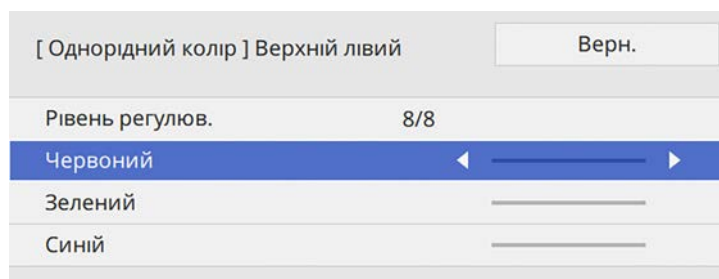 [ Однорідний колір ] Верхній лівий
Верн.
Рівень регулюв. 8/8
Червоний
Зелений
Синій